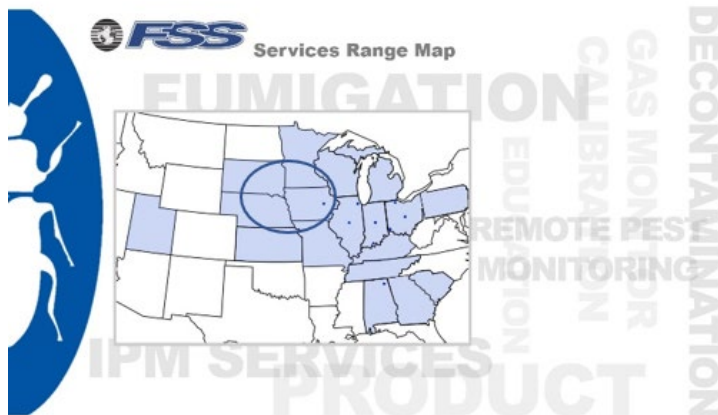 FSS
Services Range Map
FUMIGATION
CALIBRATION
GAS MONITOR
DECONTAMINATION
EDUCATION
REMOTE PEST
MONITORING
IPM SERVICES
PRODUCT